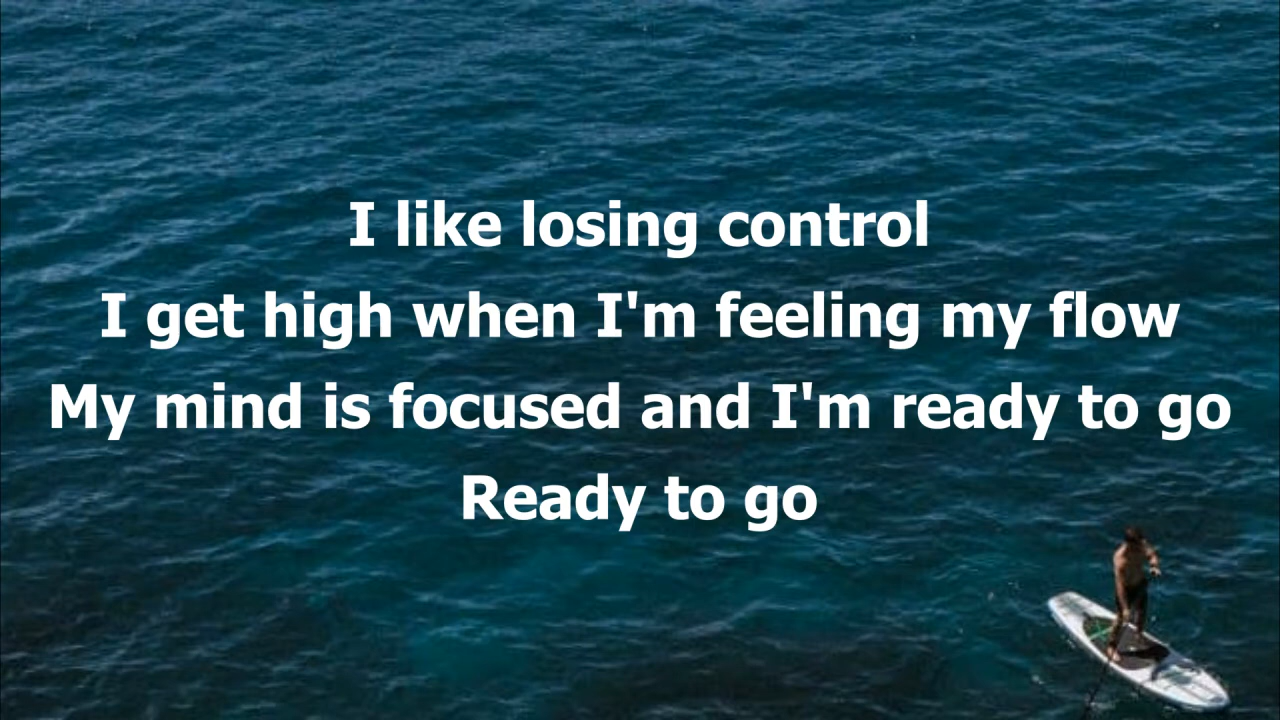 I like losing control
I get high when I'm feeling my flow
My mind is focused and I'm ready to go
Ready to go